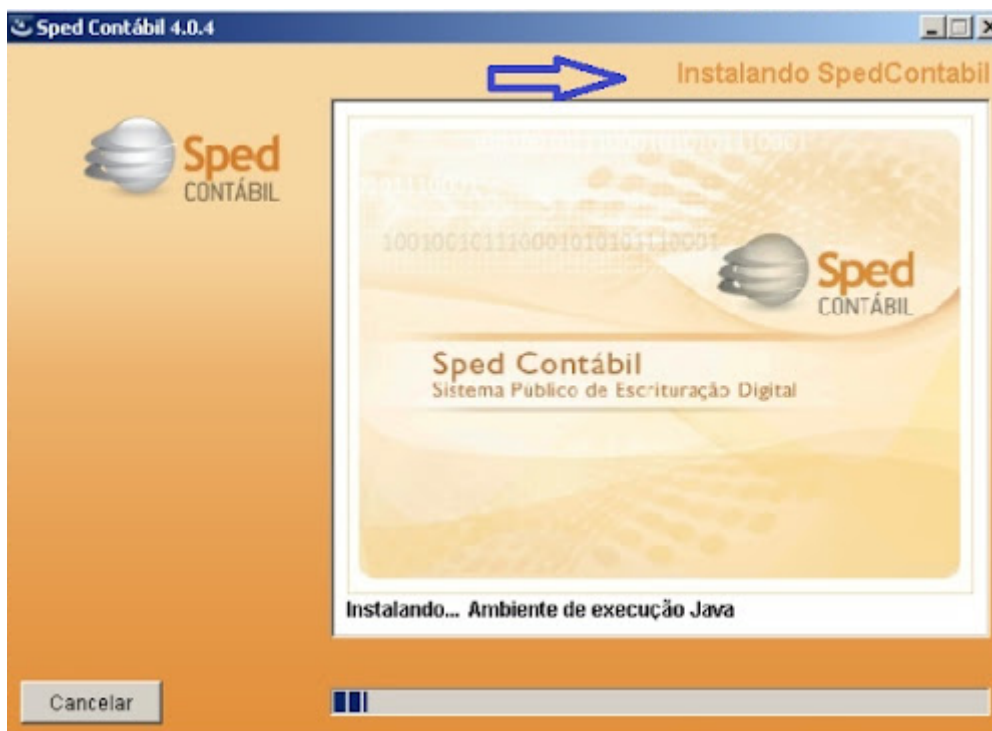 Sped Contábil 4.0.4
Instalando SpedContabil
Sped
CONTÁBIL
Sped
CONTÁBIL
Sped Contábil
Sistema Público de Escrituração Digital
Instalando... Ambiente de execução Java
Cancelar